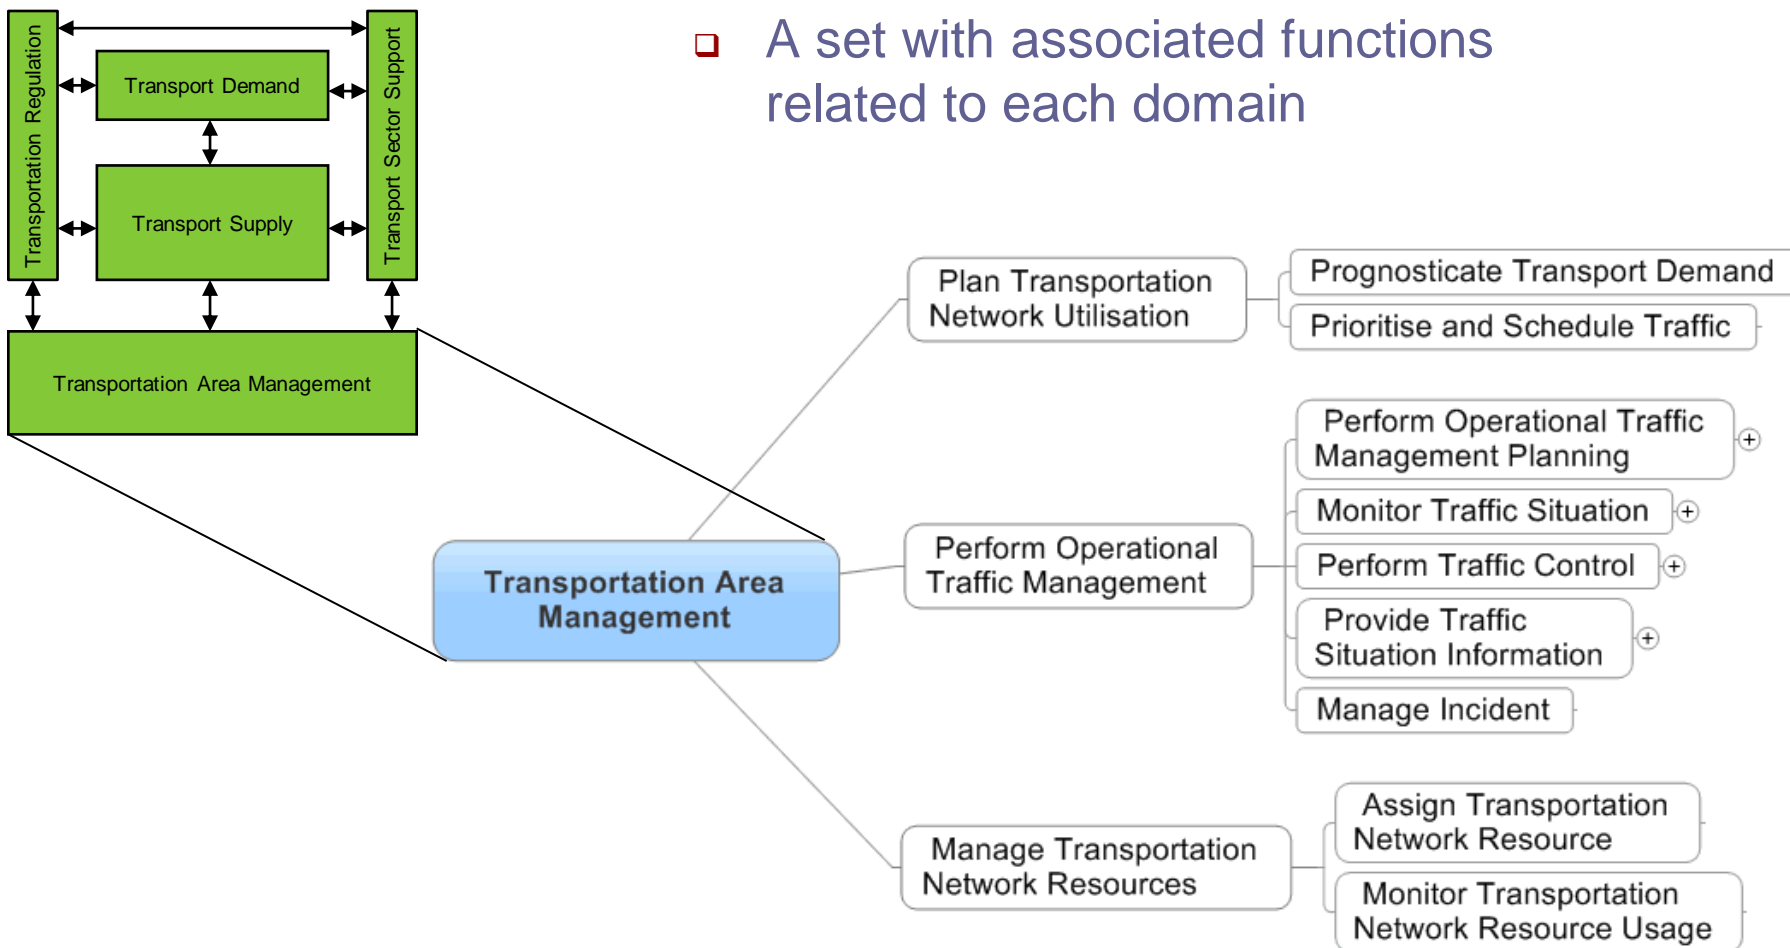 Transportation Regulation
Transport Demand
Transport Sector Support
Transport Supply
Transportation Area Management
❑ A set with associated functions
related to each domain
Transportation Area
Management
Plan Transportation
Network Utilisation
Prognosticate Transport Demand
Prioritise and Schedule Traffic
Perform Operational
Traffic Management
Perform Operational Traffic
Management Planning
Monitor Traffic Situation
Perform Traffic Control
Provide Traffic
Situation Information
Manage Incident
Manage Transportation
Network Resources
Assign Transportation
Network Resource
Monitor Transportation
Network Resource Usage